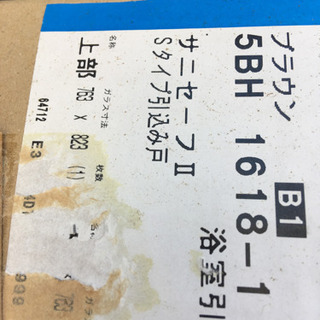 ブラウン
5BH 1618-1
B1 浴室引
サニセーフⅡ
Sタイプ引込み戸
名称 ガラス寸法 枚数
上部 763 × 823 (1)
64712 E3